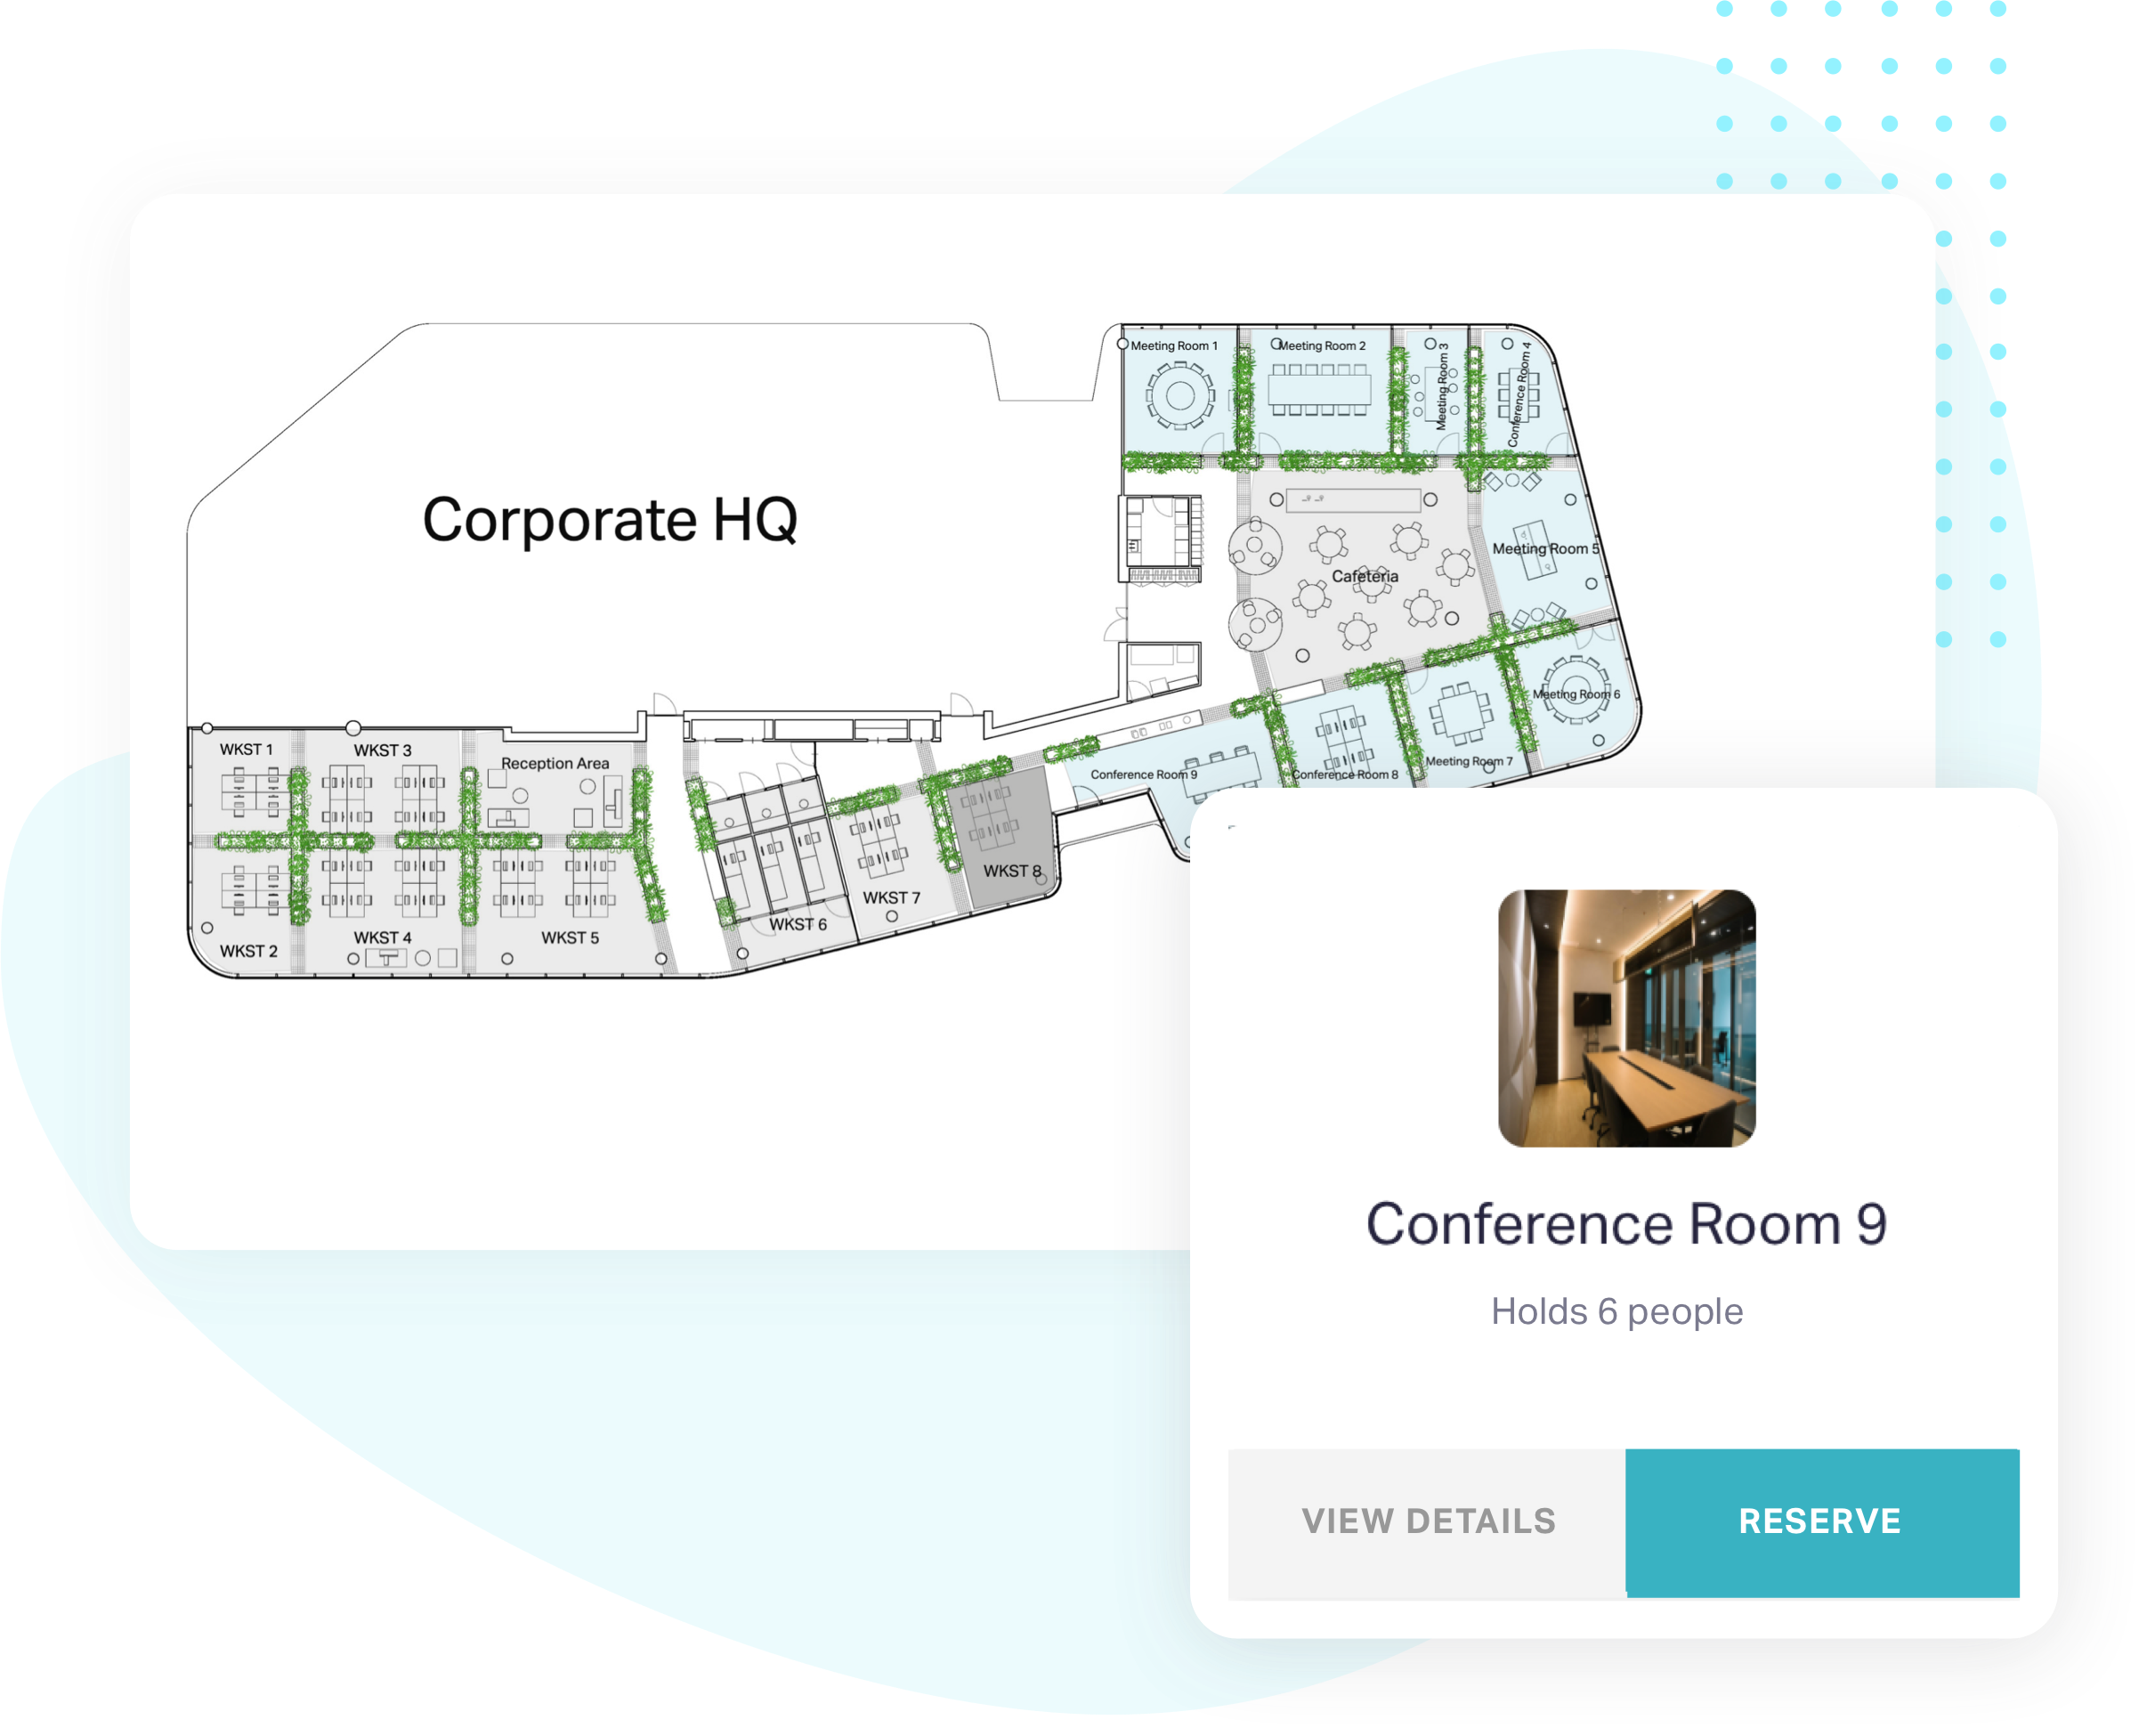 Meeting Room 1
Meeting Room 2
Meeting Room 3
Conference Room 4
Corporate HQ
Meeting Room 5
Cafeteria
Meeting Room 6
WKST 1
WKST 3
Reception Area
Conference Room 9
Conference Room 8
Meeting Room 7
WKST 8
WKST 7
WKST 6
WKST 2
WKST 4
WKST 5
Conference Room 9
Holds 6 people
VIEW DETAILS
RESERVE